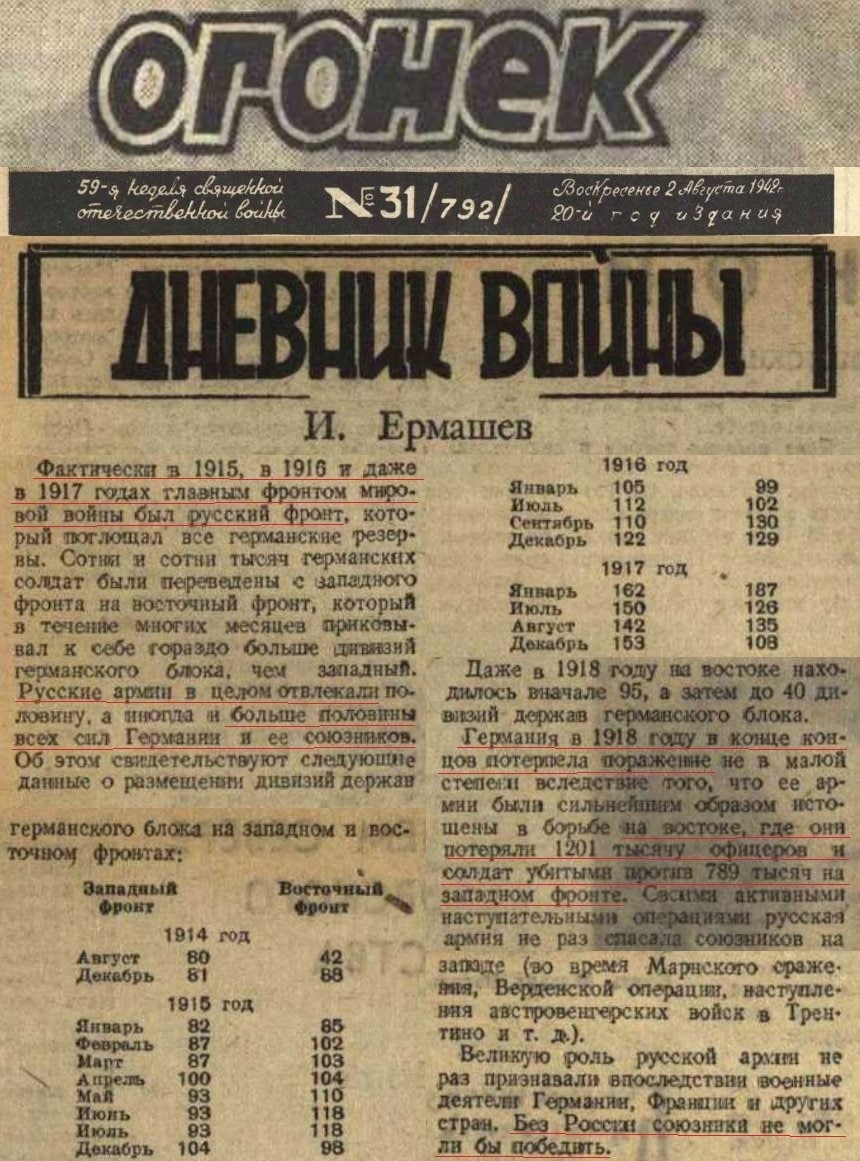 огонек
59-я неделя священной
отечественной войны
№ 31/792/
Воскресенье 2 Августа 1942г.
20-й год издания
ДНЕВНИК ВОЙНЫ
И. Ермашев
Фактически в 1915, в 1916 и даже
в 1917 годах главным фронтом миро-
вой войны был русский фронт, кото-
рый поглощал все германские резер-
вы. Сотни и сотни тысяч германских
солдат были переведены с западного
фронта на восточный фронт, который
в течение многих месяцев приковы-
вал к себе гораздо больше дивизий
германского блока, чем западный.
Русские армии в целом отвлекали по-
ловину, а иногда и больше половины
всех сил Германии и ее союзников.
Об этом свидетельствуют следующие
данные о размещении дивизий держав
германского блока на западном и вос-
точном фронтах:
Западный Восточный
фронт фронт
1914 год
Август 80 42
Декабрь 81 68
1915 год
Январь 82 85
Февраль 87 102
Март 87 103
Апрель 100 104
Май 93 110
Июнь 93 118
Июль 93 118
Декабрь 104 98
1916 год
Январь 105 99
Июль 112 102
Сентябрь 110 130
Декабрь 122 129
1917 год
Январь 162 187
Июль 150 126
Август 142 135
Декабрь 153 108
Даже в 1918 году на востоке нахо-
дилось вначале 95, а затем до 40 ди-
визий держав германского блока.
Германия в 1918 году в конце кон-
цов потерпела поражение не в малой
степени вследствие того, что ее ар-
мии были сильнейшим образом исто-
щены в борьбе на востоке, где они
потеряли 1201 тысячу офицеров и
солдат убитыми против 789 тысяч на
западном фронте. Своими активными
наступательными операциями русская
армия не раз спасала союзников на
западе (во время Марнского сраже-
ния, Верденской операции, наступле-
ния австровенгерских войск в Трен-
тино и т. д.).
Великую роль русской армии не
раз признавали впоследствии военные
деятели Германии, Франции и других
стран. Без России союзники не мог-
ли бы победить.